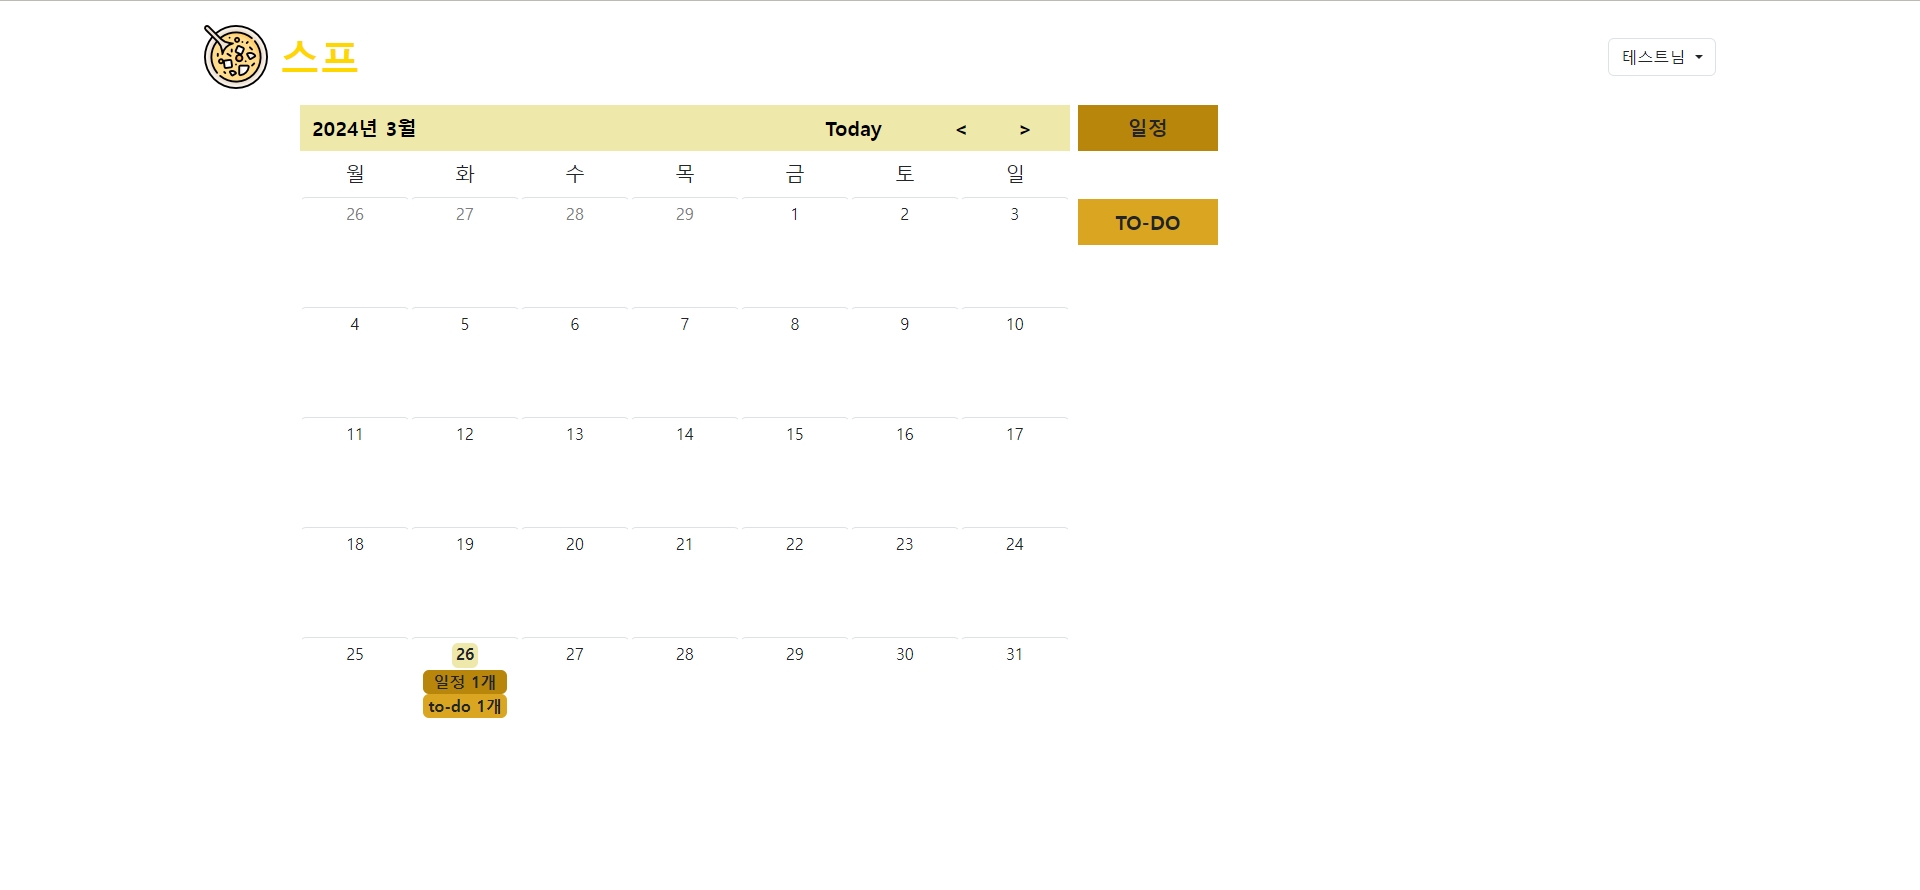 스프
테스트님
2024년 3월 Today < > 일정
월 화 수 목 금 토 일
26 27 28 29 1 2 3
TO-DO
4 5 6 7 8 9 10
11 12 13 14 15 16 17
18 19 20 21 22 23 24
25 26 27 28 29 30 31
일정 1개
to-do 1개